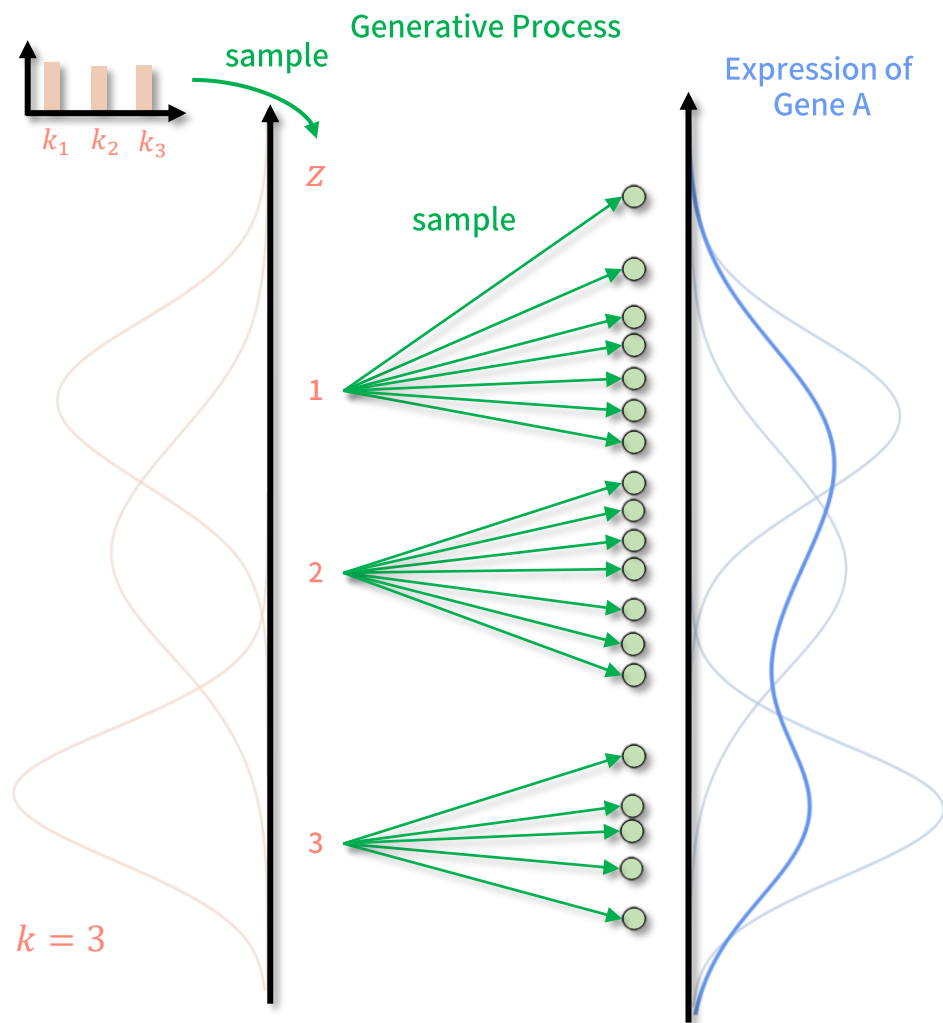 Generative Process
sample
Expression of
Gene A
k₁ k₂ k₃
z
sample
1
2
3
k = 3